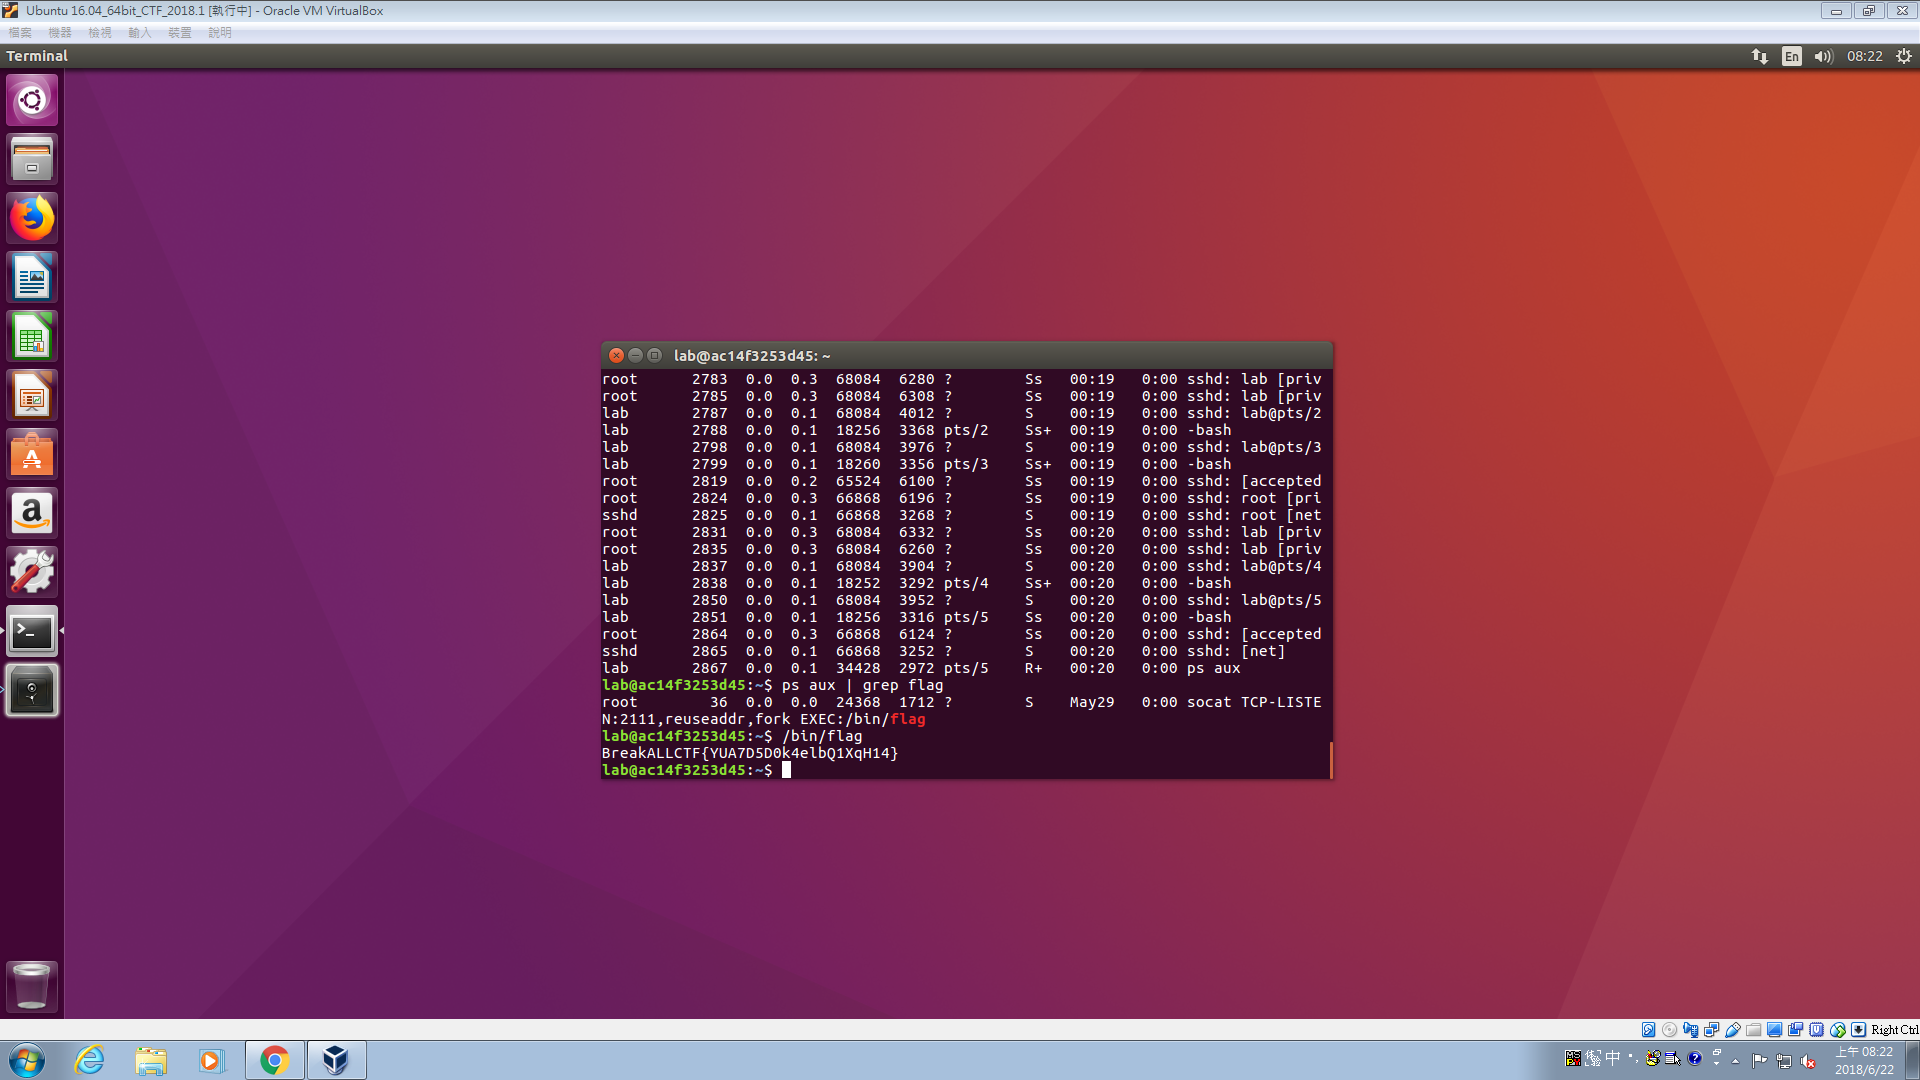 Ubuntu 16.04_64bit_CTF_2018.1 [執行中] - Oracle VM VirtualBox
檔案 機器 檢視 輸入 裝置 說明
Terminal
En
08:22
lab@ac14f3253d45: ~
root      2783  0.0  0.3  68084  6280 ?        Ss   00:19   0:00 sshd: lab [priv
root      2785  0.0  0.3  68084  6308 ?        Ss   00:19   0:00 sshd: lab [priv
lab       2787  0.0  0.1  68084  4012 ?        S    00:19   0:00 sshd: lab@pts/2
lab       2788  0.0  0.1  18256  3368 pts/2    Ss+  00:19   0:00 -bash
lab       2798  0.0  0.1  68084  3976 ?        S    00:19   0:00 sshd: lab@pts/3
lab       2799  0.0  0.1  18260  3356 pts/3    Ss+  00:19   0:00 -bash
root      2819  0.0  0.2  65524  6100 ?        Ss   00:19   0:00 sshd: [accepted
root      2824  0.0  0.3  66868  6196 ?        Ss   00:19   0:00 sshd: root [pri
sshd      2825  0.0  0.1  66868  3268 ?        S    00:19   0:00 sshd: root [net
root      2831  0.0  0.3  68084  6332 ?        Ss   00:20   0:00 sshd: lab [priv
root      2835  0.0  0.3  68084  6260 ?        Ss   00:20   0:00 sshd: lab [priv
lab       2837  0.0  0.1  68084  3904 ?        S    00:20   0:00 sshd: lab@pts/4
lab       2838  0.0  0.1  18252  3292 pts/4    Ss+  00:20   0:00 -bash
lab       2850  0.0  0.1  68084  3952 ?        S    00:20   0:00 sshd: lab@pts/5
lab       2851  0.0  0.1  18256  3316 pts/5    Ss   00:20   0:00 -bash
root      2864  0.0  0.3  66868  6124 ?        Ss   00:20   0:00 sshd: [accepted
sshd      2865  0.0  0.1  66868  3252 ?        S    00:20   0:00 sshd: [net]
lab       2867  0.0  0.1  34428  2972 pts/5    R+   00:20   0:00 ps aux
lab@ac14f3253d45:~$ ps aux | grep flag
root        36  0.0  0.0  24368  1712 ?        S    May29   0:00 socat TCP-LISTE
N:2111,reuseaddr,fork EXEC:/bin/flag
lab@ac14f3253d45:~$ /bin/flag
BreakALLCTF{YUA7D5D0k4elbQ1XqH14}
lab@ac14f3253d45:~$
Right Ctrl
中
上午 08:22
2018/6/22